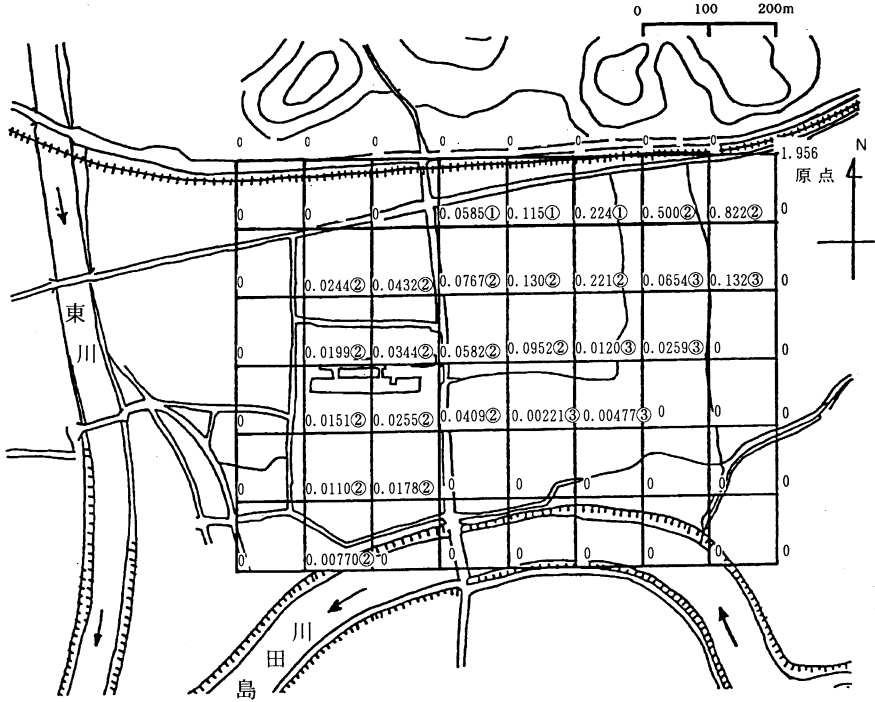 0 100 200m
N
0 0 0 0 0 0 0 1.956
原点
0 0 0 0.0585① 0.115① 0.224① 0.500② 0.822② 0
0 0.0244② 0.0432② 0.0767② 0.130② 0.221② 0.0654③ 0.132③ 0
0 0.0199② 0.0344② 0.0582② 0.0952② 0.0120③ 0.0259③ 0 0
0 0.0151② 0.0255② 0.0409② 0.00221③ 0.00477③ 0 0 0
0 0.0110② 0.0178② 0 0 0 0 0 0
0 0.00770② 0 0 0 0 0 0 0
東川
島田川